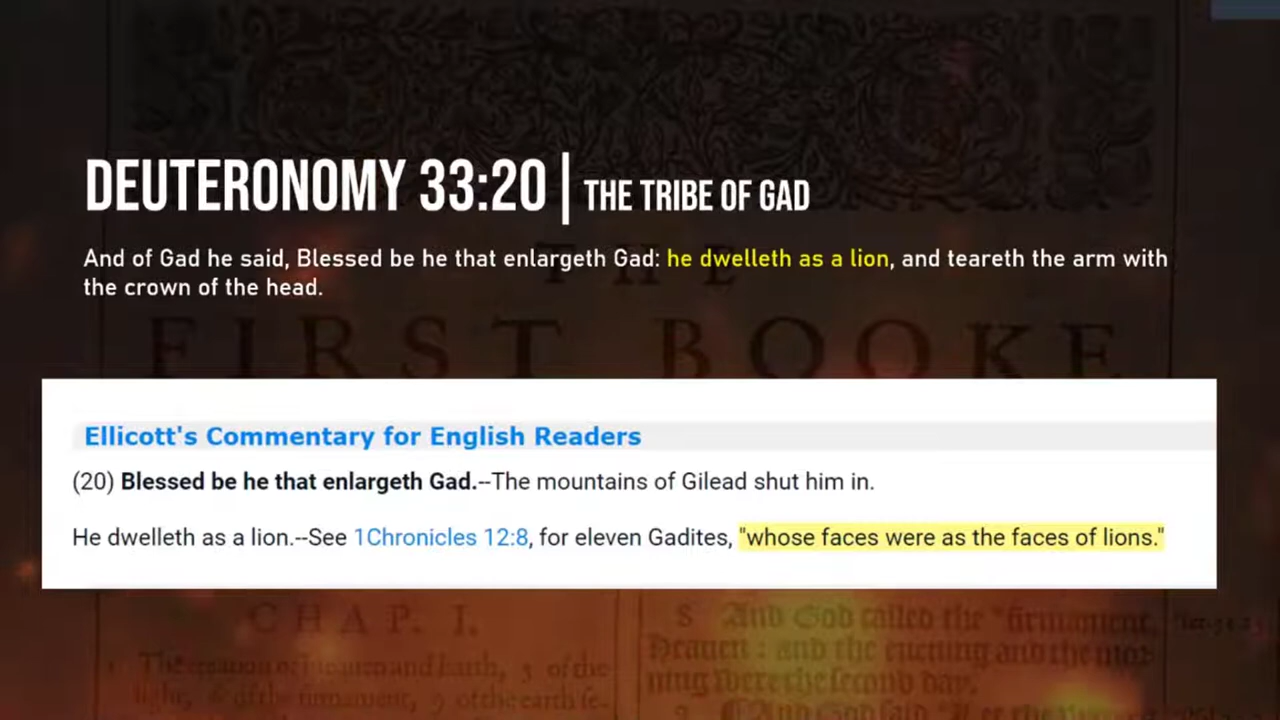 DEUTERONOMY 33:20 | THE TRIBE OF GAD
And of Gad he said, Blessed be he that enlargeth Gad: he dwelleth as a lion, and teareth the arm with
the crown of the head.
THE
FIRST BOOKE
Ellicott's Commentary for English Readers
(20) Blessed be he that enlargeth Gad.--The mountains of Gilead shut him in.
He dwelleth as a lion.--See 1Chronicles 12:8, for eleven Gadites, "whose faces were as the faces of lions."
CHAP. I.
8 And God called the "firmament,
Heauen: and the euening and the mor-
ning were the second day.